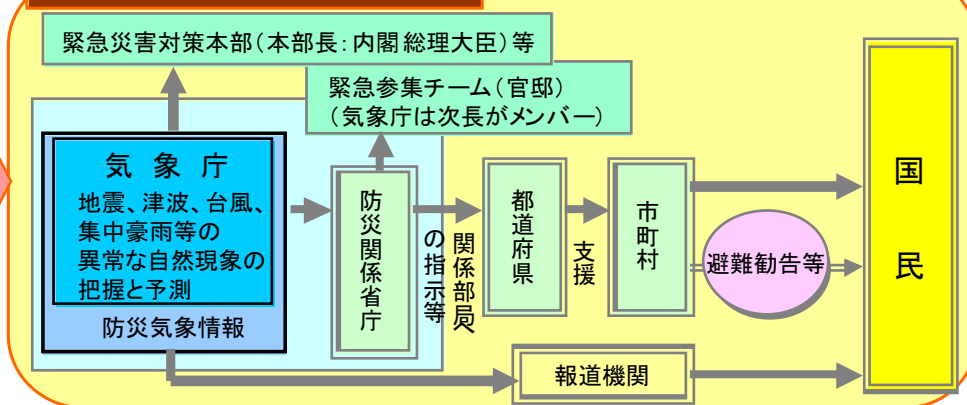 緊急災害対策本部(本部長:内閣総理大臣)等
緊急参集チーム(官邸)
(気象庁は次長がメンバー)
気象庁
地震、津波、台風、
集中豪雨等の
異常な自然現象の
把握と予測
防災気象情報
防災関係省庁
関係部局へ
の指示等
都道府県
支援
市町村
避難勧告等
報道機関
国民